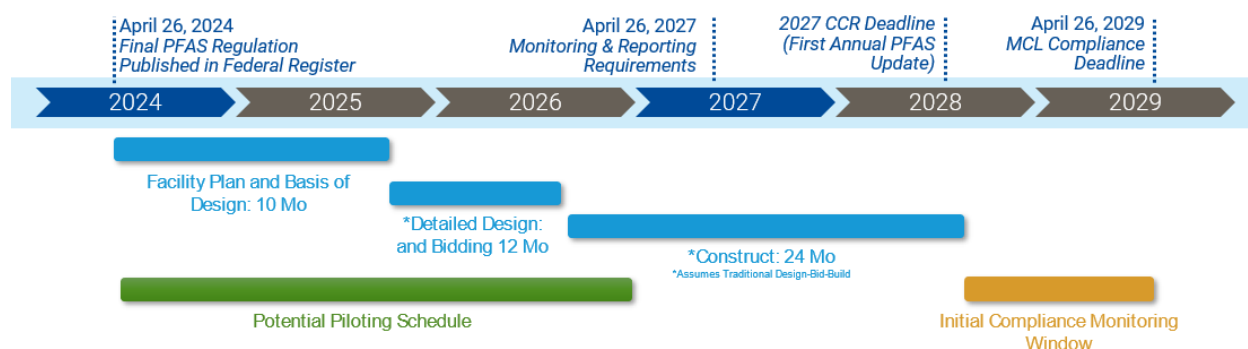 April 26, 2024
Final PFAS Regulation
Published in Federal Register
April 26, 2027
Monitoring & Reporting
Requirements
2027 CCR Deadline
(First Annual PFAS
Update)
April 26, 2029
MCL Compliance
Deadline
2024
2025
2026
2027
2028
2029
Facility Plan and Basis of
Design: 10 Mo
*Detailed Design:
and Bidding 12 Mo
*Construct: 24 Mo
*Assumes Traditional Design-Bid-Build
Potential Piloting Schedule
Initial Compliance Monitoring
Window